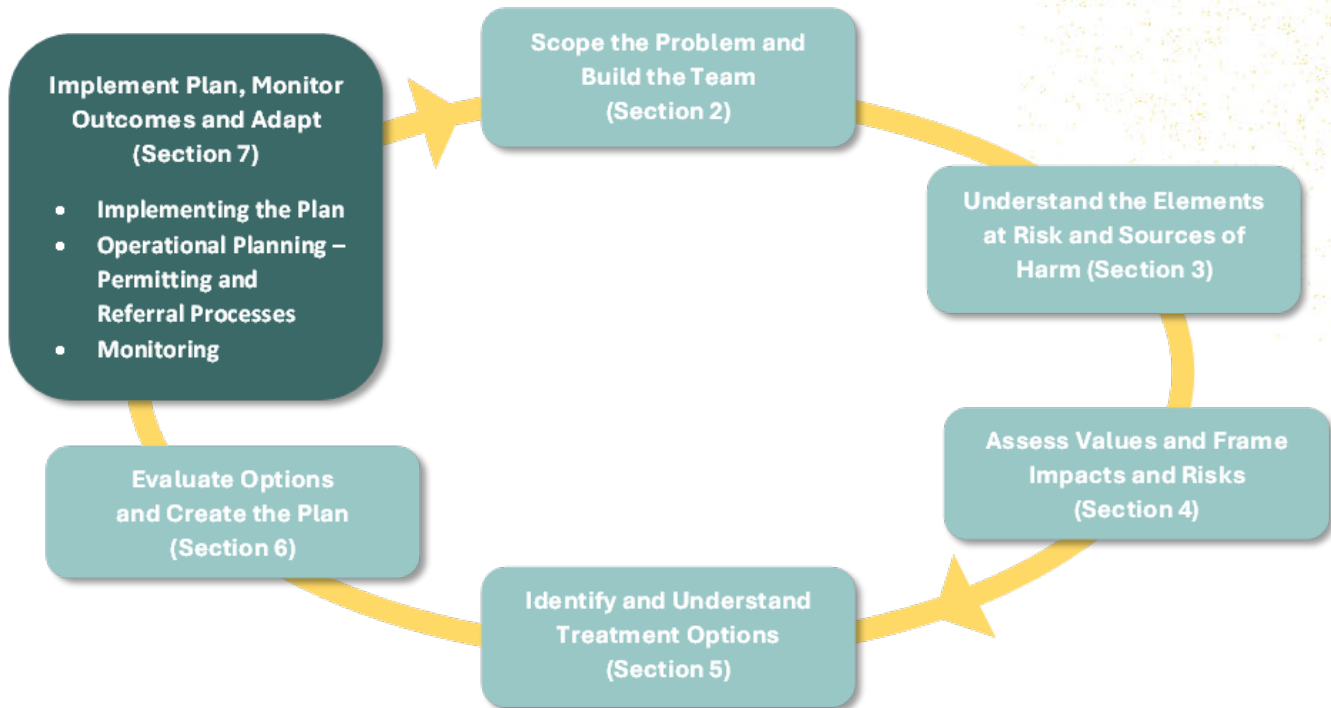 Implement Plan, Monitor
Outcomes and Adapt
(Section 7)
• Implementing the Plan
• Operational Planning –
Permitting and
Referral Processes
• Monitoring
Scope the Problem and
Build the Team
(Section 2)
Understand the Elements
at Risk and Sources of
Harm (Section 3)
Assess Values and Frame
Impacts and Risks
(Section 4)
Identify and Understand
Treatment Options
(Section 5)
Evaluate Options
and Create the Plan
(Section 6)